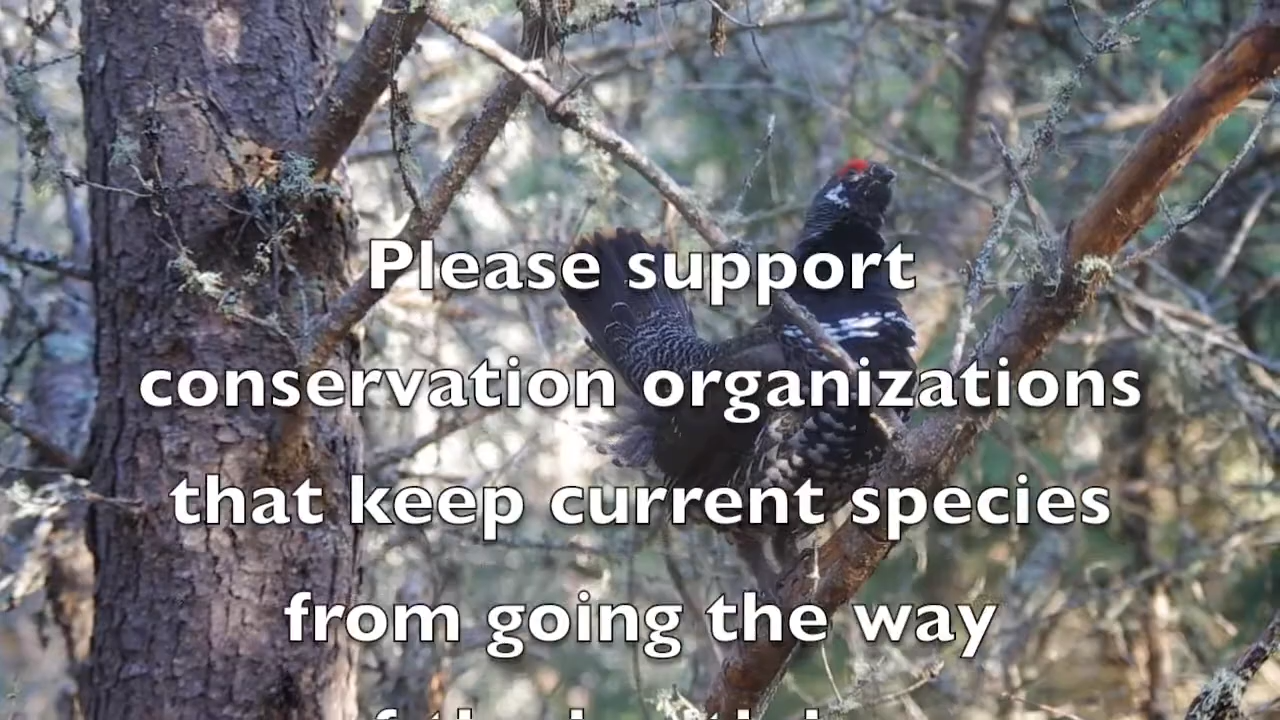 Please support
conservation organizations
that keep current species
from going the way